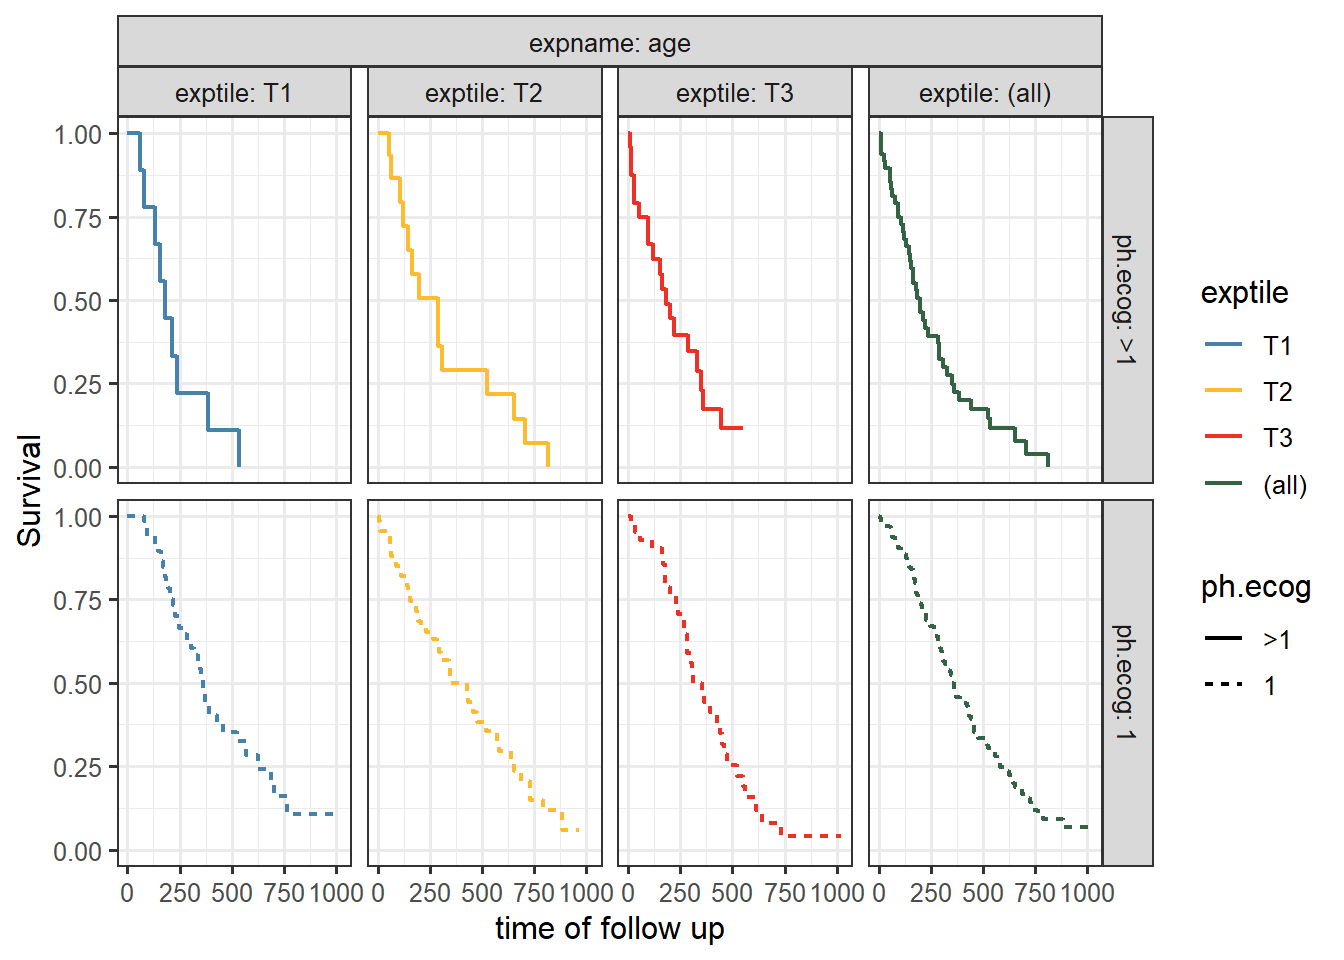 expname: age
exptile: T1 exptile: T2 exptile: T3 exptile: (all)
1.00
0.75
0.50
0.25
0.00
ph.ecog: >1
1.00
0.75
0.50
0.25
0.00
ph.ecog: 1
0 250 500 750 1000 0 250 500 750 1000 0 250 500 750 1000 0 250 500 750 1000
time of follow up
Survival
exptile
T1
T2
T3
(all)
ph.ecog
>1
1